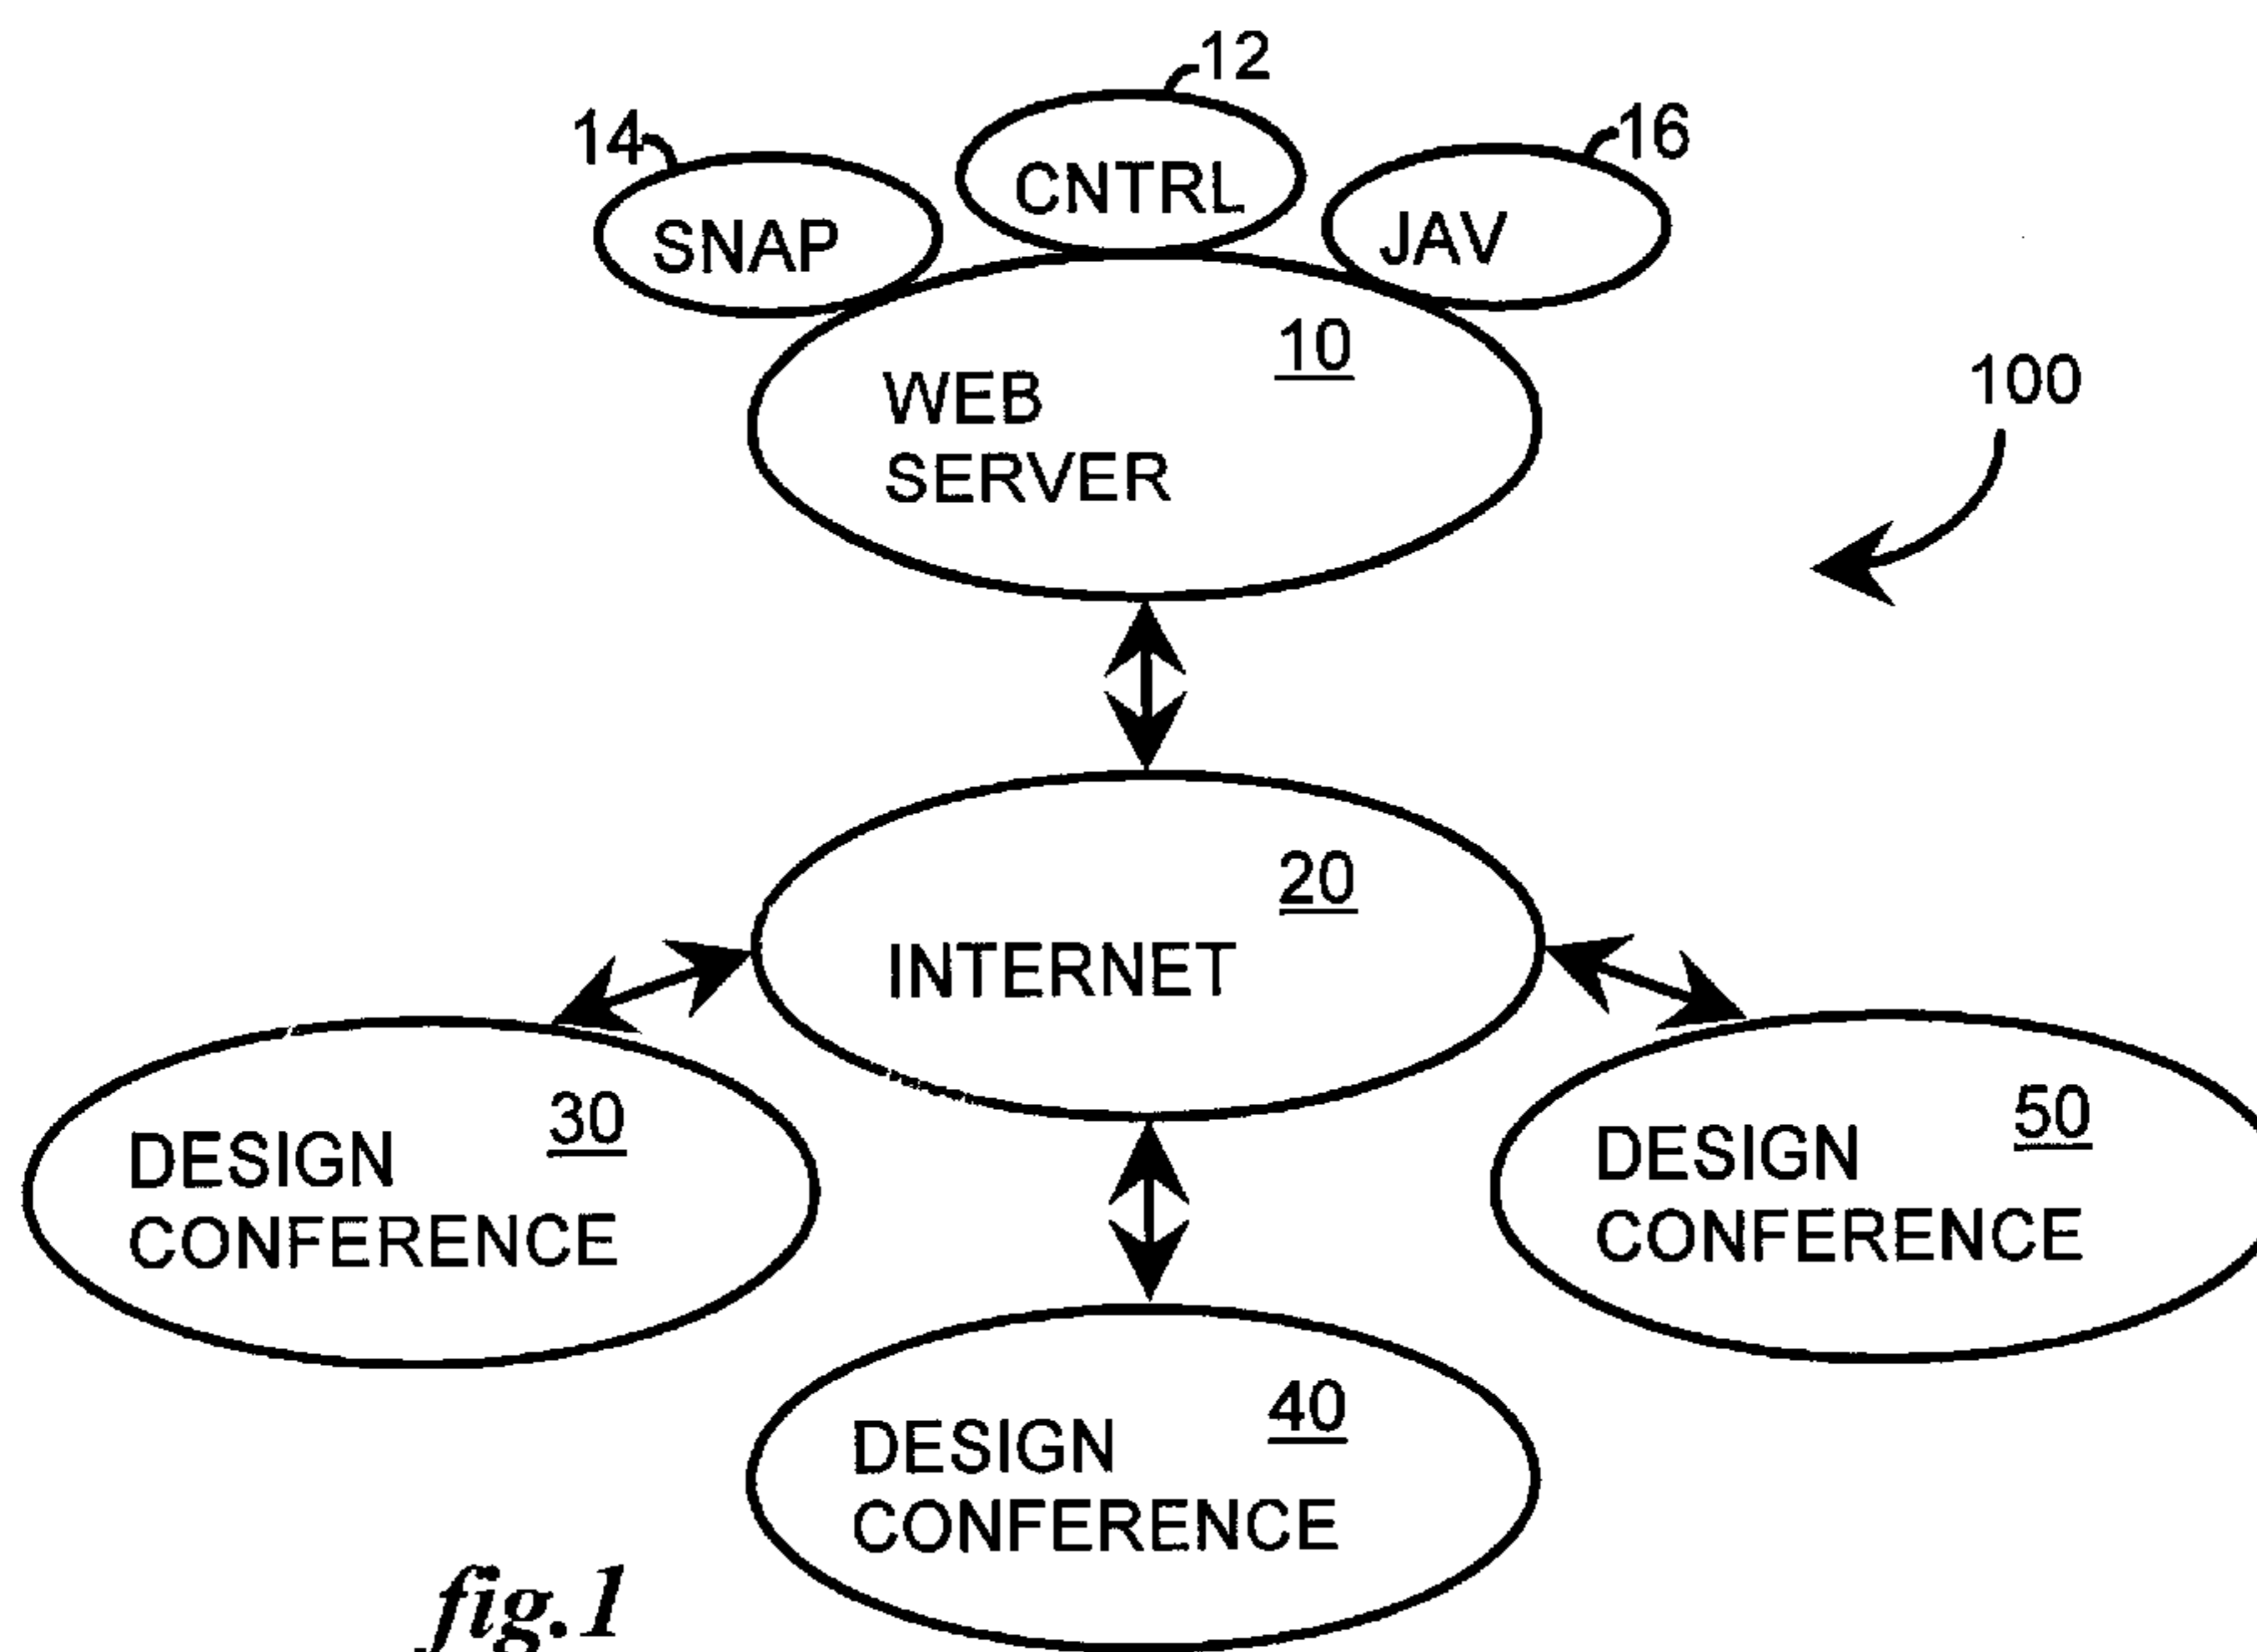 12
14
16
CNTRL
SNAP
JAV
10
WEB
SERVER
100
20
INTERNET
30
DESIGN
CONFERENCE
50
DESIGN
CONFERENCE
40
DESIGN
CONFERENCE
fig.1